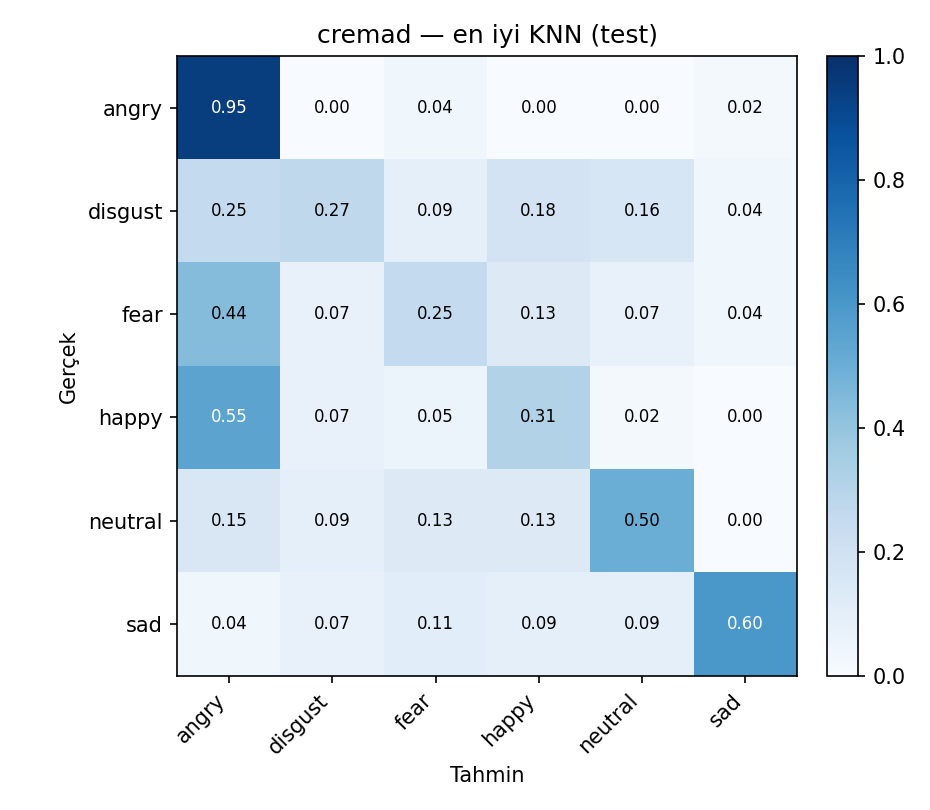 cremad — en iyi KNN (test)
angry 0.95 0.00 0.04 0.00 0.00 0.02
disgust 0.25 0.27 0.09 0.18 0.16 0.04
fear 0.44 0.07 0.25 0.13 0.07 0.04
happy 0.55 0.07 0.05 0.31 0.02 0.00
neutral 0.15 0.09 0.13 0.13 0.50 0.00
sad 0.04 0.07 0.11 0.09 0.09 0.60
Gerçek
angry disgust fear happy neutral sad
Tahmin
1.0
0.8
0.6
0.4
0.2
0.0